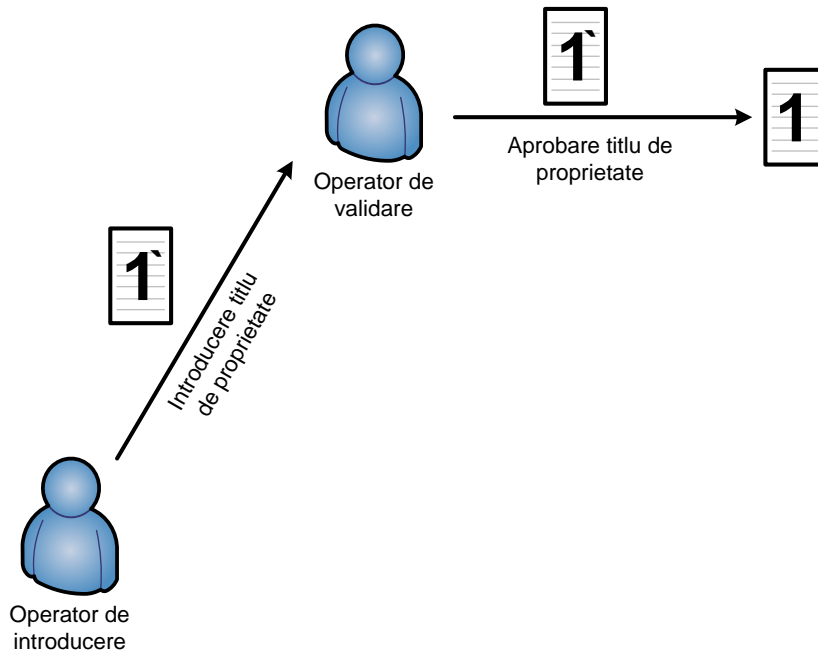 1`
1
Aprobare titlu de
proprietate
Operator de
validare
1`
Introducere titlu
de proprietate
Operator de
introducere